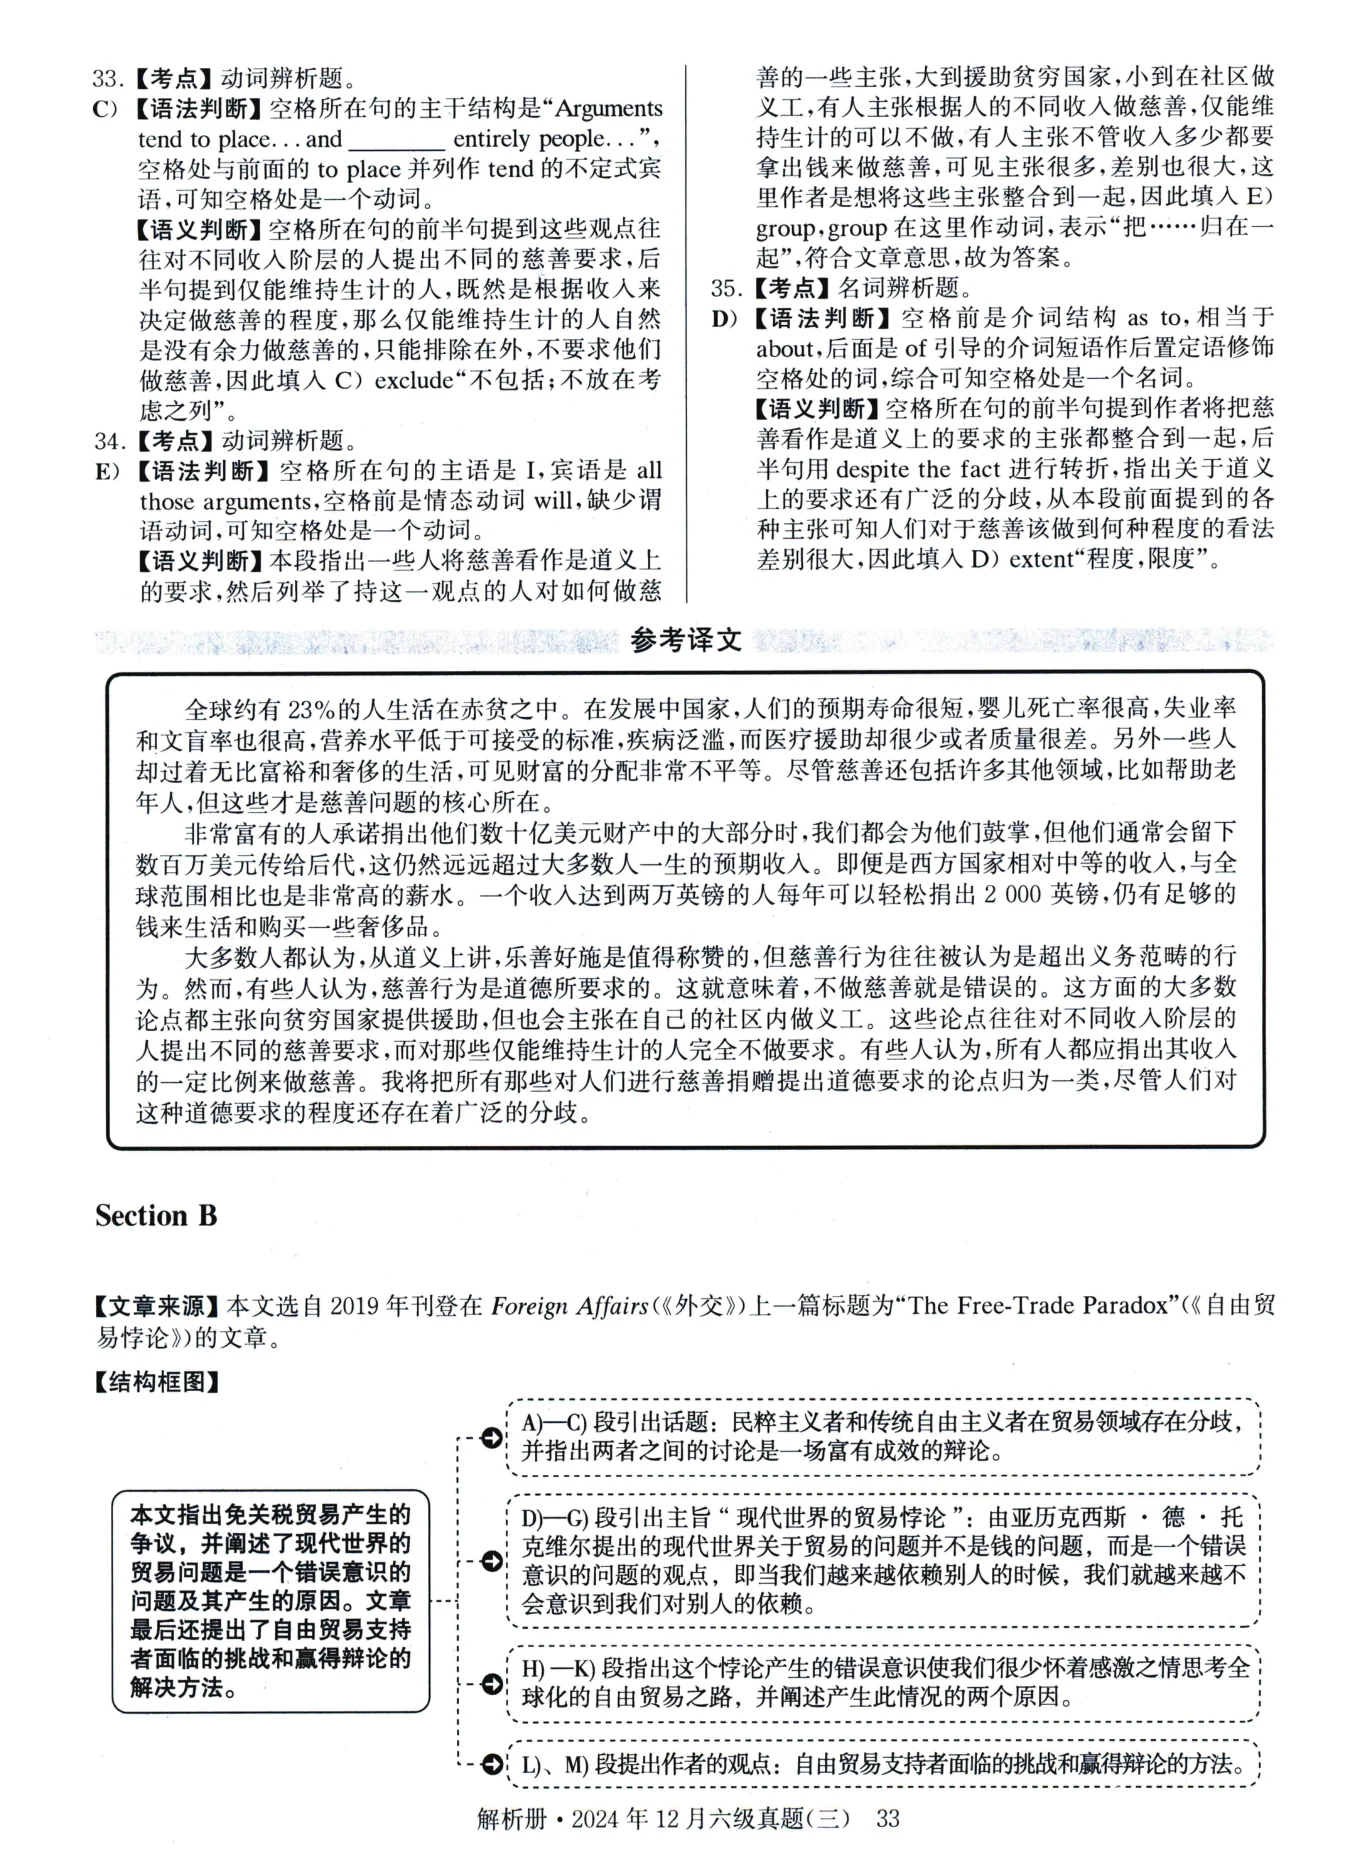 33.【考点】动词辨析题。
C)【语法判断】空格所在句的主干结构是“Arguments
tend to place...and ________ entirely people...”,
空格处与前面的 to place 并列作 tend 的不定式宾
语,可知空格处是一个动词。
【语义判断】空格所在句的前半句提到这些观点往
往对不同收入阶层的人提出不同的慈善要求,后
半句提到仅能维持生计的人,既然是根据收入来
决定做慈善的程度,那么仅能维持生计的人自然
是没有余力做慈善的,只能排除在外,不要求他们
做慈善,因此填入 C) exclude“不包括;不放在考
虑之列”。
34.【考点】动词辨析题。
E)【语法判断】空格所在句的主语是 I,宾语是 all
those arguments,空格前是情态动词 will,缺少谓
语动词,可知空格处是一个动词。
【语义判断】本段指出一些人将慈善看作是道义上
的要求,然后列举了持这一观点的人对如何做慈
善的一些主张,大到援助贫穷国家,小到在社区做
义工,有人主张根据人的不同收入做慈善,仅能维
持生计的可以不做,有人主张不管收入多少都要
拿出钱来做慈善,可见主张很多,差别也很大,这
里作者是想将这些主张整合到一起,因此填入 E)
group,group 在这里作动词,表示“把……归在一
起”,符合文章意思,故为答案。
35.【考点】名词辨析题。
D)【语法判断】空格前是介词结构 as to,相当于
about,后面是 of 引导的介词短语作后置定语修饰
空格处的词,综合可知空格处是一个名词。
【语义判断】空格所在句的前半句提到作者将把慈
善看作是道义上的要求的主张都整合到一起,后
半句用 despite the fact 进行转折,指出关于道义
上的要求还有广泛的分歧,从本段前面提到的各
种主张可知人们对于慈善该做到何种程度的看法
差别很大,因此填入 D) extent“程度,限度”。
参考译文
全球约有 23%的人生活在赤贫之中。在发展中国家,人们的预期寿命很短,婴儿死亡率很高,失业率
和文盲率也很高,营养水平低于可接受的标准,疾病泛滥,而医疗援助却很少或者质量很差。另外一些人
却过着无比富裕和奢侈的生活,可见财富的分配非常不平等。尽管慈善还包括许多其他领域,比如帮助老
年人,但这些才是慈善问题的核心所在。
非常富有的人承诺捐出他们数十亿美元财产中的大部分时,我们都会为他们鼓掌,但他们通常会留下
数百万美元传给后代,这仍然远远超过大多数人一生的预期收入。即便是西方国家相对中等的收入,与全
球范围相比也是非常高的薪水。一个收入达到两万英镑的人每年可以轻松捐出 2 000 英镑,仍有足够的
钱来生活和购买一些奢侈品。
大多数人都认为,从道义上讲,乐善好施是值得称赞的,但慈善行为往往被认为是超出义务范畴的行
为。然而,有些人认为,慈善行为是道德所要求的。这就意味着,不做慈善就是错误的。这方面的大多数
论点都主张向贫穷国家提供援助,但也会主张在自己的社区内做义工。这些论点往往对不同收入阶层的
人提出不同的慈善要求,而对那些仅能维持生计的人完全不做要求。有些人认为,所有人都应捐出其收入
的一定比例来做慈善。我将把所有那些对人们进行慈善捐赠提出道德要求的论点归为一类,尽管人们对
这种道德要求的程度还存在着广泛的分歧。
Section B
【文章来源】本文选自 2019 年刊登在 Foreign Affairs(《外交》)上一篇标题为“The Free-Trade Paradox”(《自由贸
易悖论》)的文章。
【结构框图】
本文指出免关税贸易产生的
争议，并阐述了现代世界的
贸易问题是一个错误意识的
问题及其产生的原因。文章
最后还提出了自由贸易支持
者面临的挑战和赢得辩论的
解决方法。
A)—C) 段引出话题：民粹主义者和传统自由主义者在贸易领域存在分歧，
并指出两者之间的讨论是一场富有成效的辩论。
D)—G) 段引出主旨“现代世界的贸易悖论”：由亚历克西斯·德·托
克维尔提出的现代世界关于贸易的问题并不是钱的问题，而是一个错误
意识的问题的观点，即当我们越来越依赖别人的时候，我们就越来越不
会意识到我们对别人的依赖。
H) —K) 段指出这个悖论产生的错误意识使我们很少怀着感激之情思考全
球化的自由贸易之路，并阐述产生此情况的两个原因。
L)、M) 段提出作者的观点：自由贸易支持者面临的挑战和赢得辩论的方法。
解析册·2024 年 12 月六级真题(三) 33